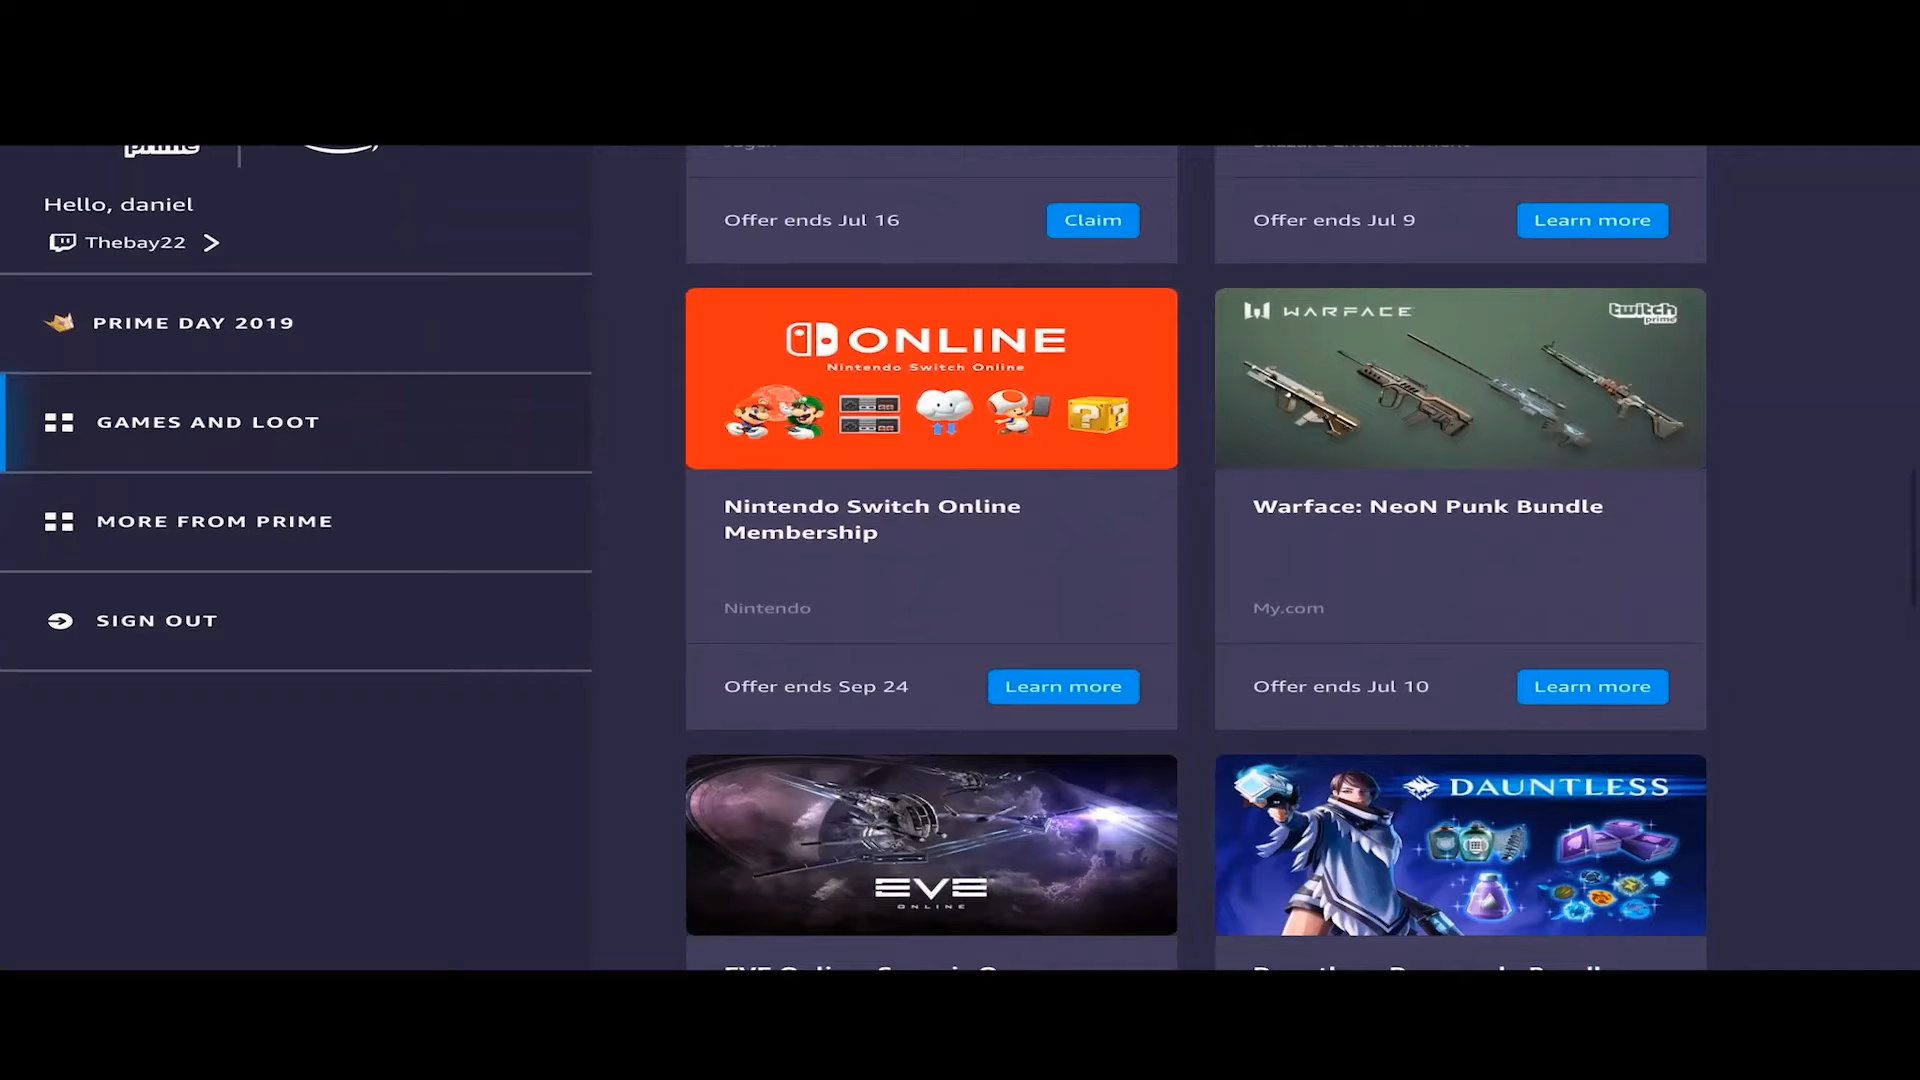 prime
Hello, daniel
Thebay22
PRIME DAY 2019
GAMES AND LOOT
MORE FROM PRIME
SIGN OUT
Offer ends Jul 16
Claim
Offer ends Jul 9
Learn more
ONLINE
Nintendo Switch Online
Nintendo Switch Online
Membership
Nintendo
Offer ends Sep 24
Learn more
WARFACE
twitch
prime
Warface: NeoN Punk Bundle
My.com
Offer ends Jul 10
Learn more
EVE
ONLINE
DAUNTLESS